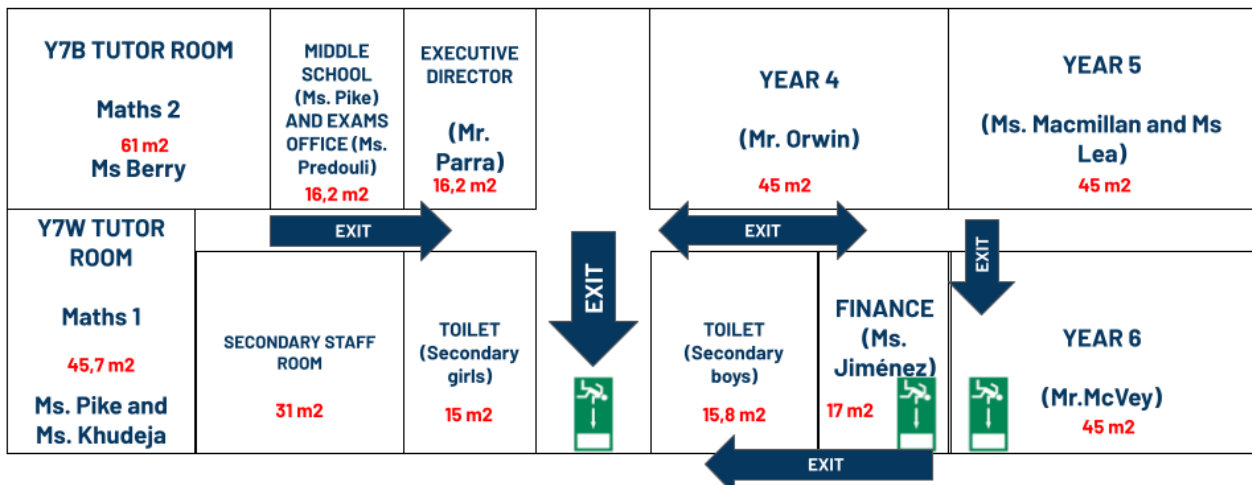 Y7B TUTOR ROOM
Maths 2
61 m2
Ms Berry
MIDDLE
SCHOOL
(Ms. Pike)
AND EXAMS
OFFICE (Ms.
Predouli)
16,2 m2
EXECUTIVE
DIRECTOR
(Mr.
Parra)
16,2 m2
YEAR 4
(Mr. Orwin)
45 m2
YEAR 5
(Ms. Macmillan and Ms
Lea)
45 m2
EXIT
EXIT
EXIT
EXIT
Y7W TUTOR
ROOM
Maths 1
45,7 m2
Ms. Pike and
Ms. Khudeja
SECONDARY STAFF
ROOM
31 m2
TOILET
(Secondary
girls)
15 m2
TOILET
(Secondary
boys)
15,8 m2
FINANCE
(Ms.
Jiménez)
17 m2
YEAR 6
(Mr.McVey)
45 m2
EXIT